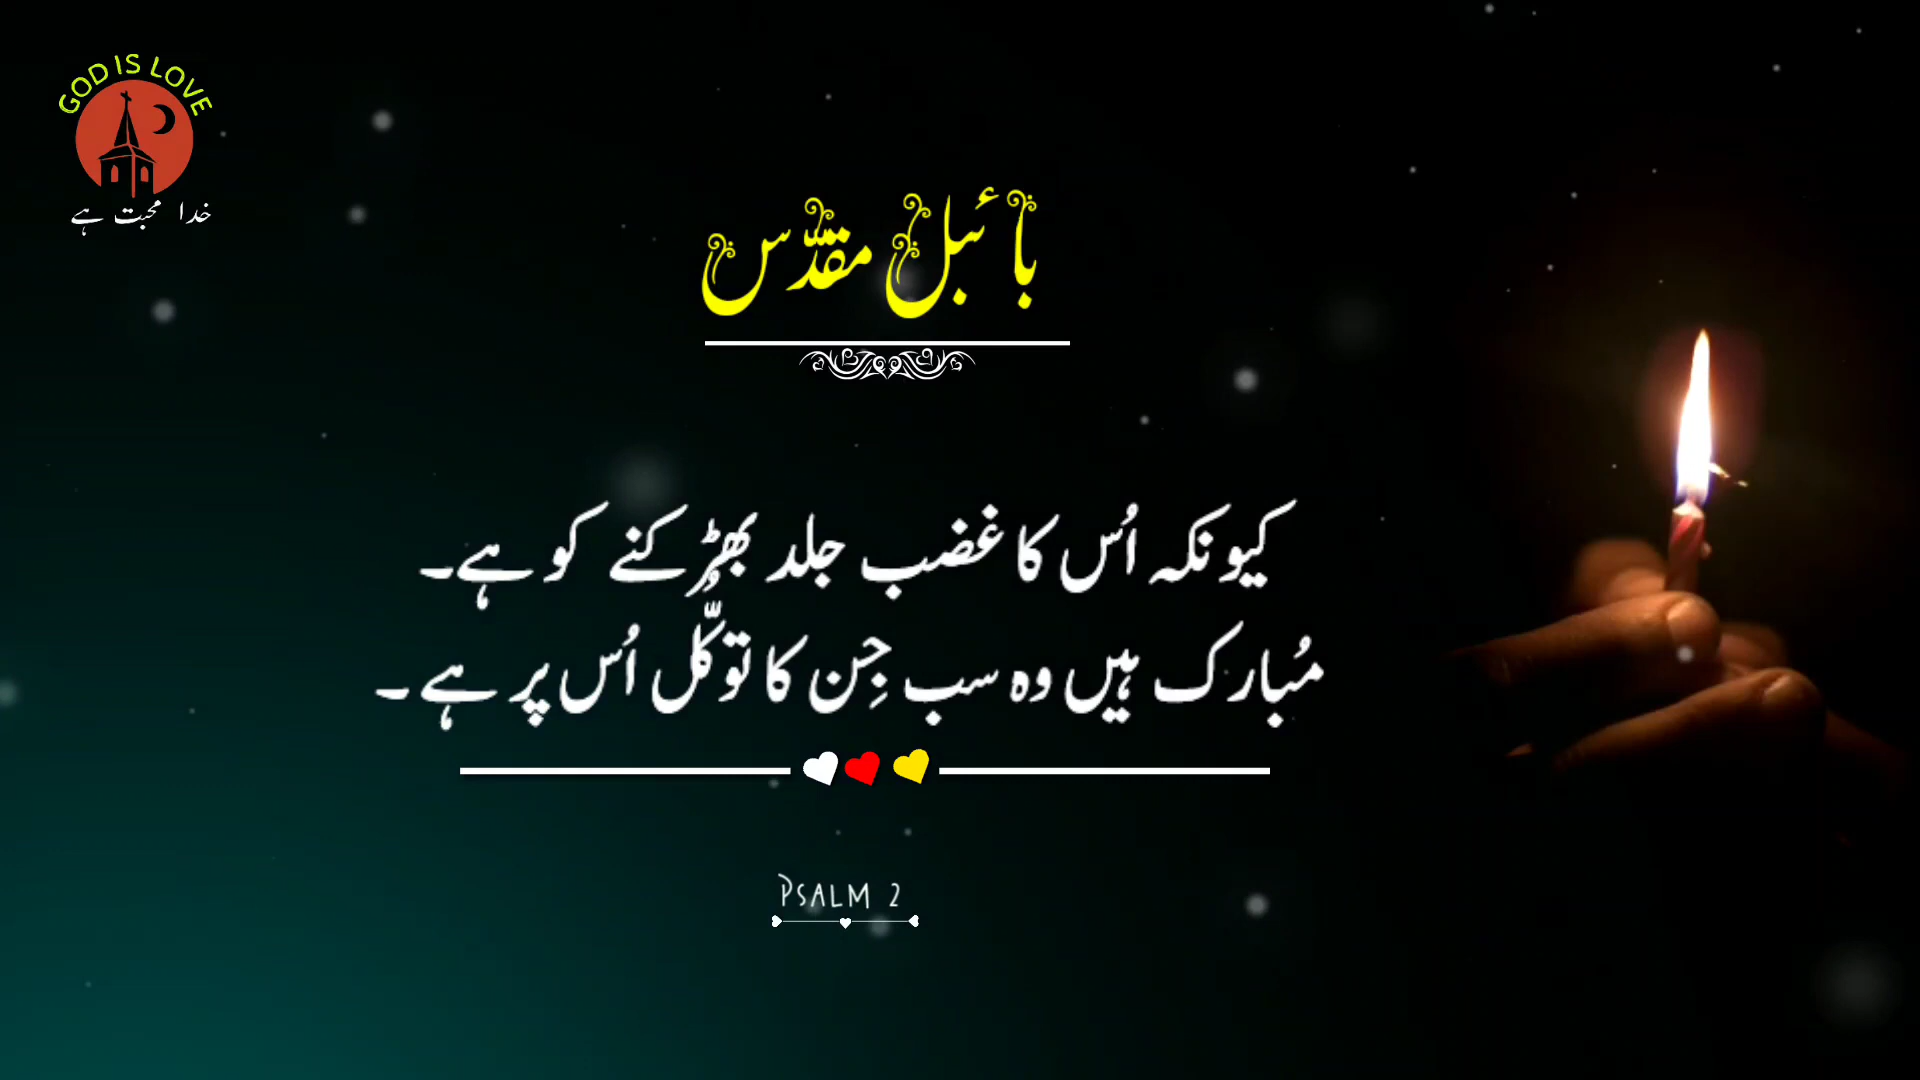 GOD IS LOVE
خدا محبت ہے
بائبل مقدّس
کیونکہ اُس کا غضب جلد بھڑکنے کو ہے۔
مُبارک ہیں وہ سب جِن کا توکُّل اُس پر ہے۔
PSALM 2